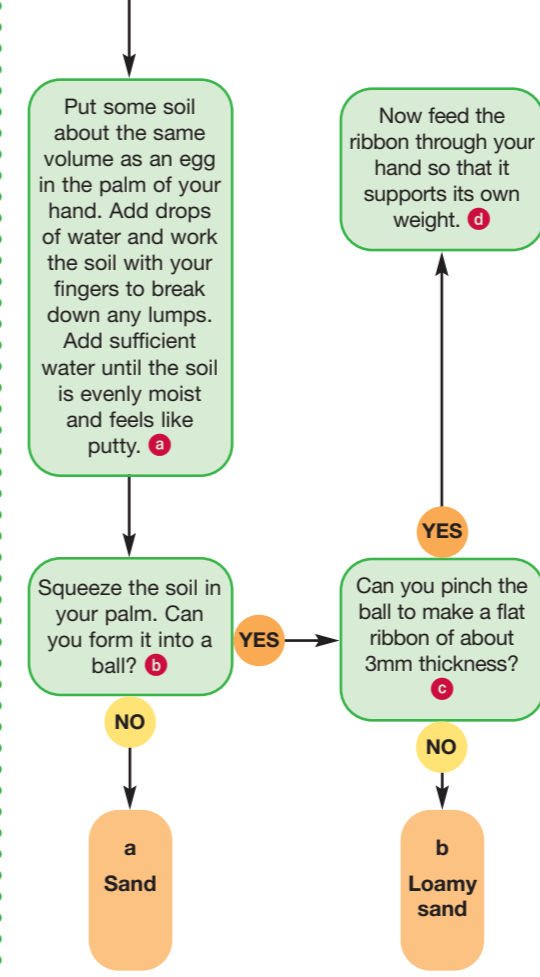 Put some soil
about the same
volume as an egg
in the palm of your
hand. Add drops
of water and work
the soil with your
fingers to break
down any lumps.
Add sufficient
water until the soil
is evenly moist
and feels like
putty. a
Squeeze the soil in
your palm. Can
you form it into a
ball? b
NO
a
Sand
YES
Can you pinch the
ball to make a flat
ribbon of about
3mm thickness?
c
NO
b
Loamy
sand
YES
Now feed the
ribbon through your
hand so that it
supports its own
weight. d